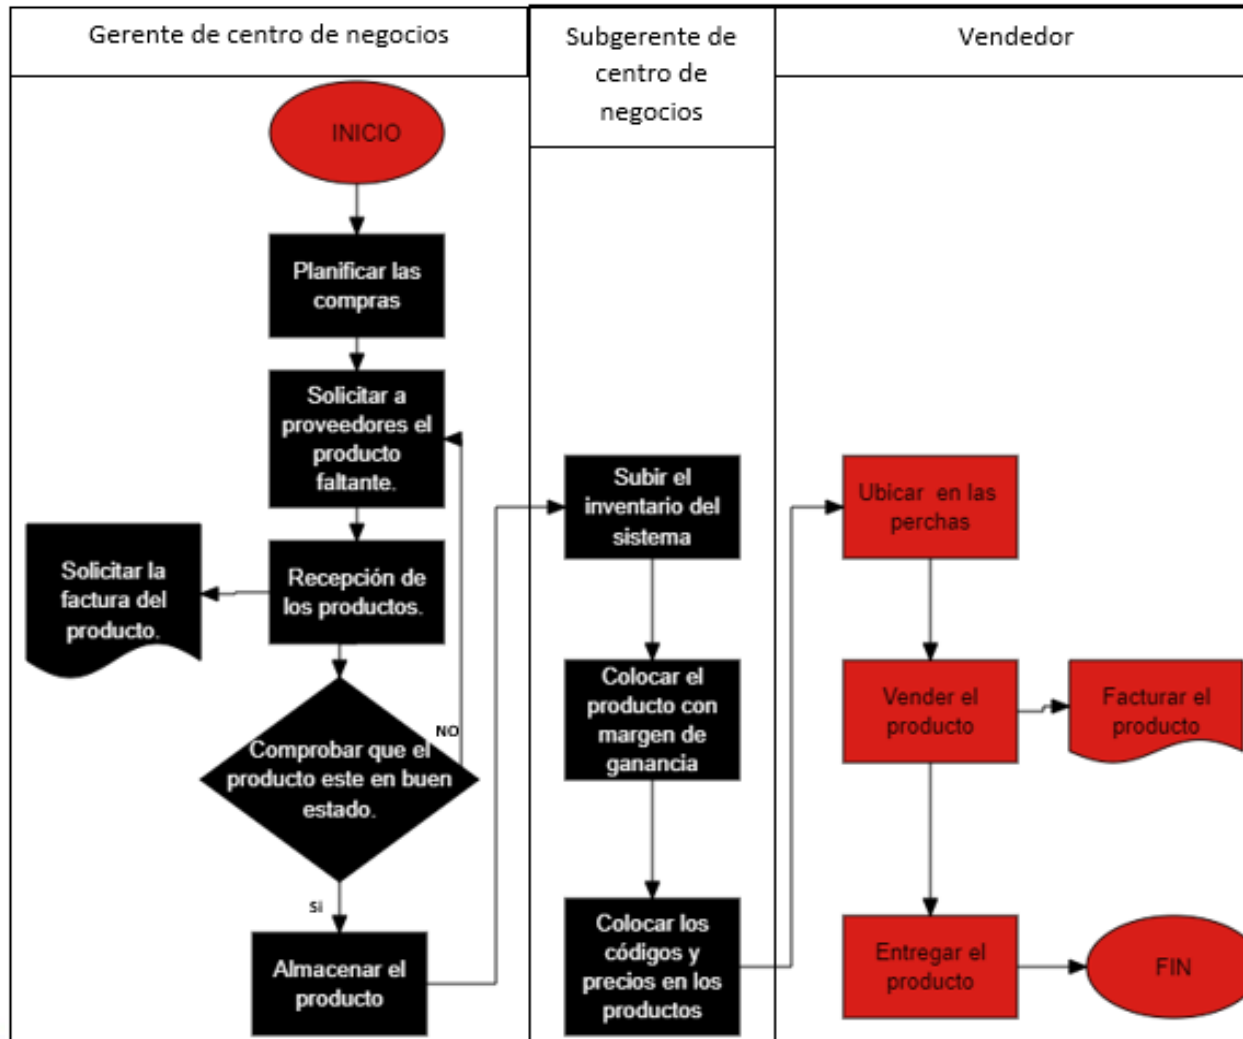 Gerente de centro de negocios
Subgerente de
centro de
negocios
Vendedor
INICIO
Planificar las
compras
Solicitar a
proveedores el
producto
faltante.
Solicitar la
factura del
producto.
Recepción de
los productos.
NO
Comprobar que el
producto este en buen
estado.
Si
Almacenar el
producto
Subir el
inventario del
sistema
Colocar el
producto con
margen de
ganancia
Colocar los
códigos y
precios en los
productos
Ubicar en las
perchas
Vender el
producto
Facturar el
producto
Entregar el
producto
FIN